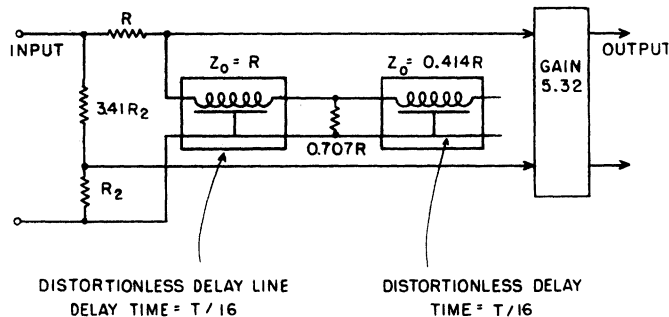 R
INPUT
Z₀ = R
Z₀ = 0.414R
GAIN
5.32
OUTPUT
3.41R₂
0.707R
R₂
DISTORTIONLESS DELAY LINE
DELAY TIME = T/16
DISTORTIONLESS DELAY
TIME = T/16